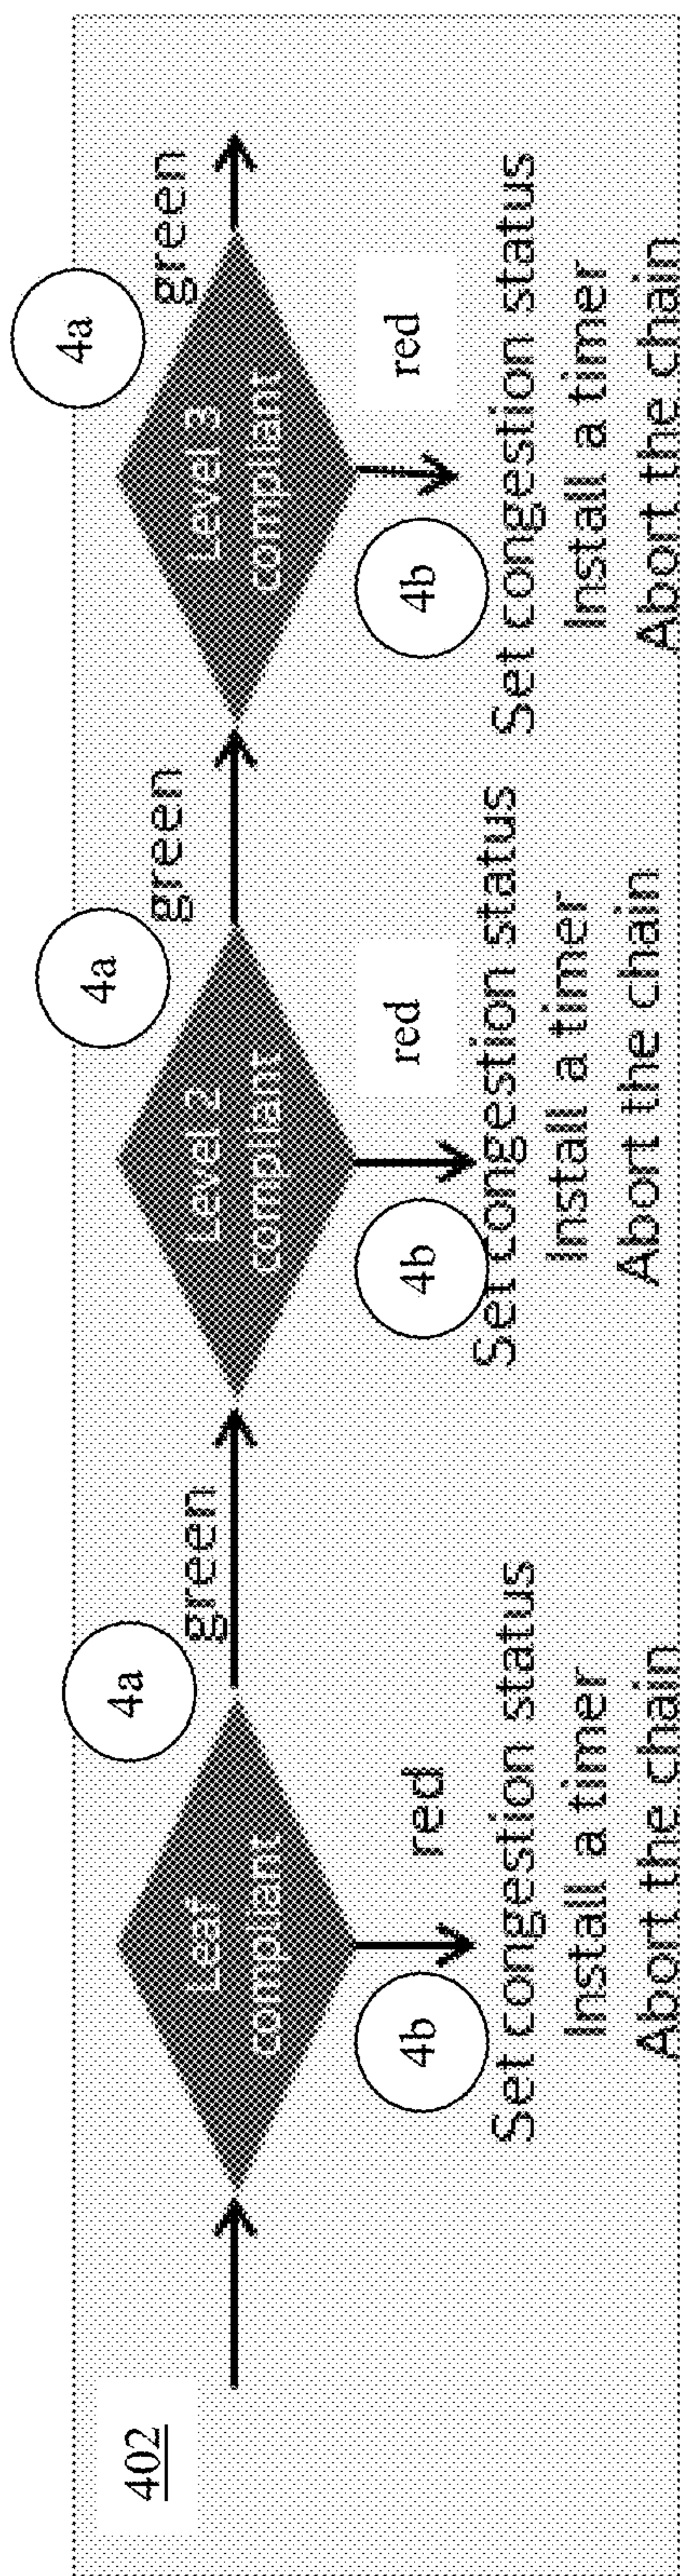 402
Leaf
compliant
4a
green
4b
red
Set congestion status
Install a timer
Abort the chain
Level 2
compliant
4a
green
4b
red
Set congestion status
Install a timer
Abort the chain
Level 3
compliant
4a
green
4b
red
Set congestion status
Install a timer
Abort the chain